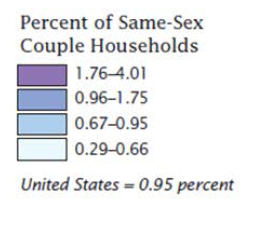 Percent of Same-Sex
Couple Households
1.76–4.01
0.96–1.75
0.67–0.95
0.29–0.66
United States = 0.95 percent